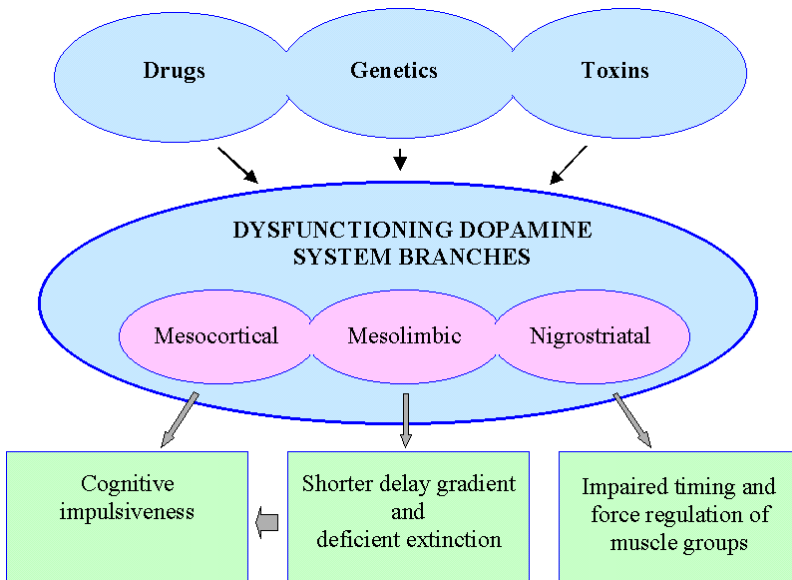 Drugs
Genetics
Toxins
DYSFUNCTIONING DOPAMINE
SYSTEM BRANCHES
Mesocortical
Mesolimbic
Nigrostriatal
Cognitive
impulsiveness
Shorter delay gradient
and
deficient extinction
Impaired timing and
force regulation of
muscle groups